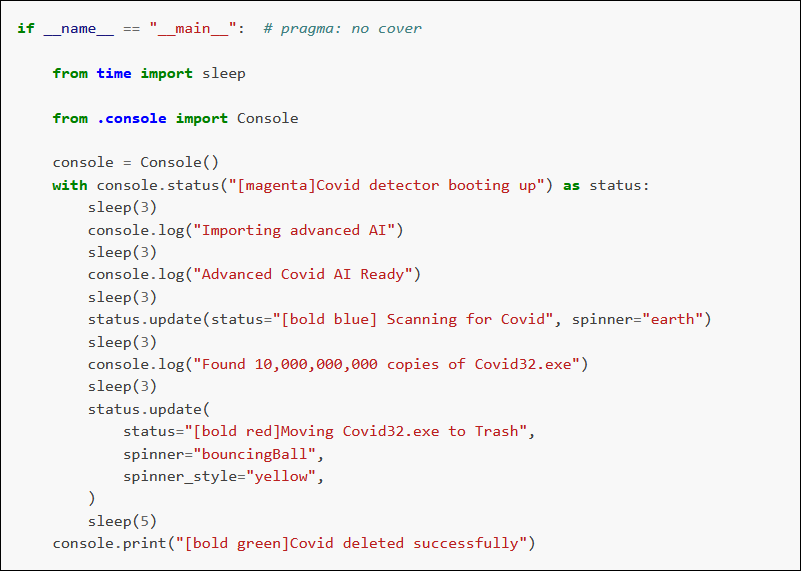 if __name__ == "__main__":  # pragma: no cover

    from time import sleep

    from .console import Console

    console = Console()
    with console.status("[magenta]Covid detector booting up") as status:
        sleep(3)
        console.log("Importing advanced AI")
        sleep(3)
        console.log("Advanced Covid AI Ready")
        sleep(3)
        status.update(status="[bold blue] Scanning for Covid", spinner="earth")
        sleep(3)
        console.log("Found 10,000,000,000 copies of Covid32.exe")
        sleep(3)
        status.update(
            status="[bold red]Moving Covid32.exe to Trash",
            spinner="bouncingBall",
            spinner_style="yellow",
        )
        sleep(5)
    console.print("[bold green]Covid deleted successfully")